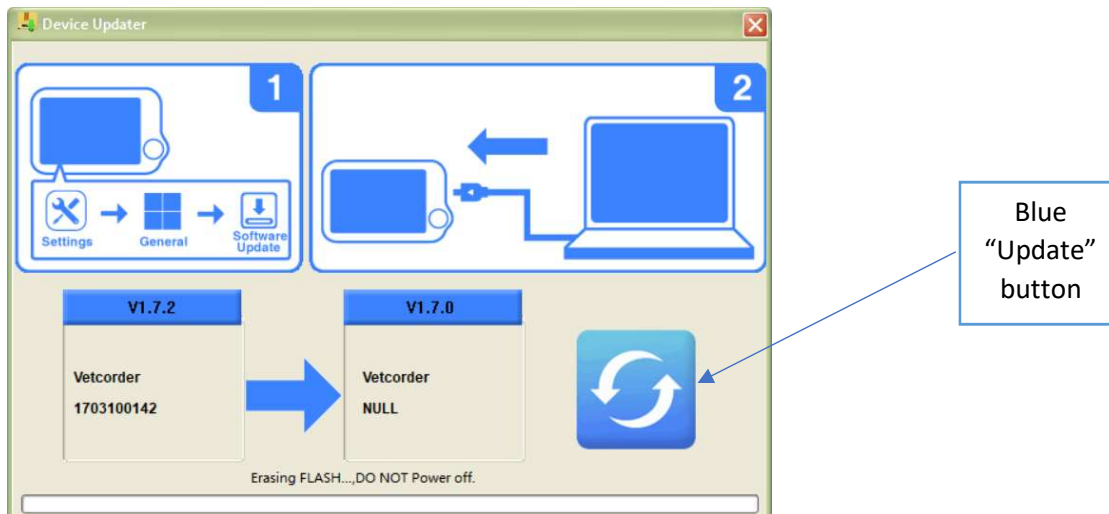 Device Updater
1
2
Settings
General
Software
Update
Blue
“Update”
button
V1.7.2
V1.7.0
Vetcorder
1703100142
Vetcorder
NULL
Erasing FLASH...,DO NOT Power off.